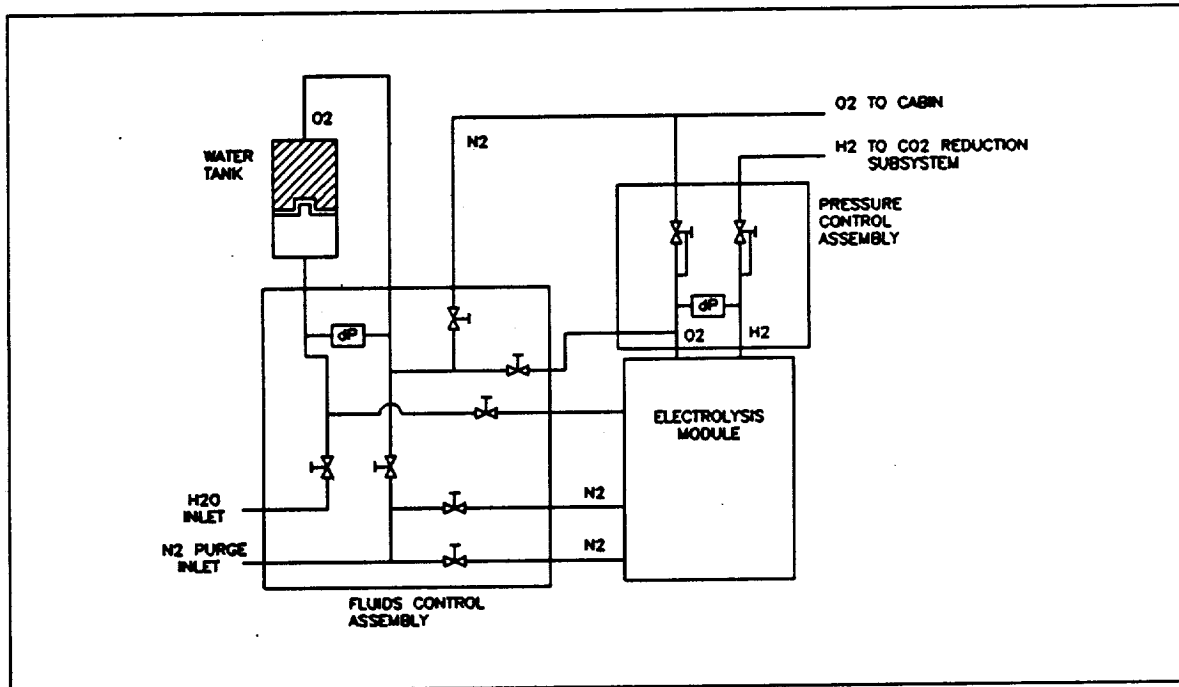 O2
WATER
TANK
N2
O2 TO CABIN
H2 TO CO2 REDUCTION
SUBSYSTEM
PRESSURE
CONTROL
ASSEMBLY
dP
dP
O2
H2
ELECTROLYSIS
MODULE
H2O
INLET
N2
N2 PURGE
INLET
N2
FLUIDS CONTROL
ASSEMBLY